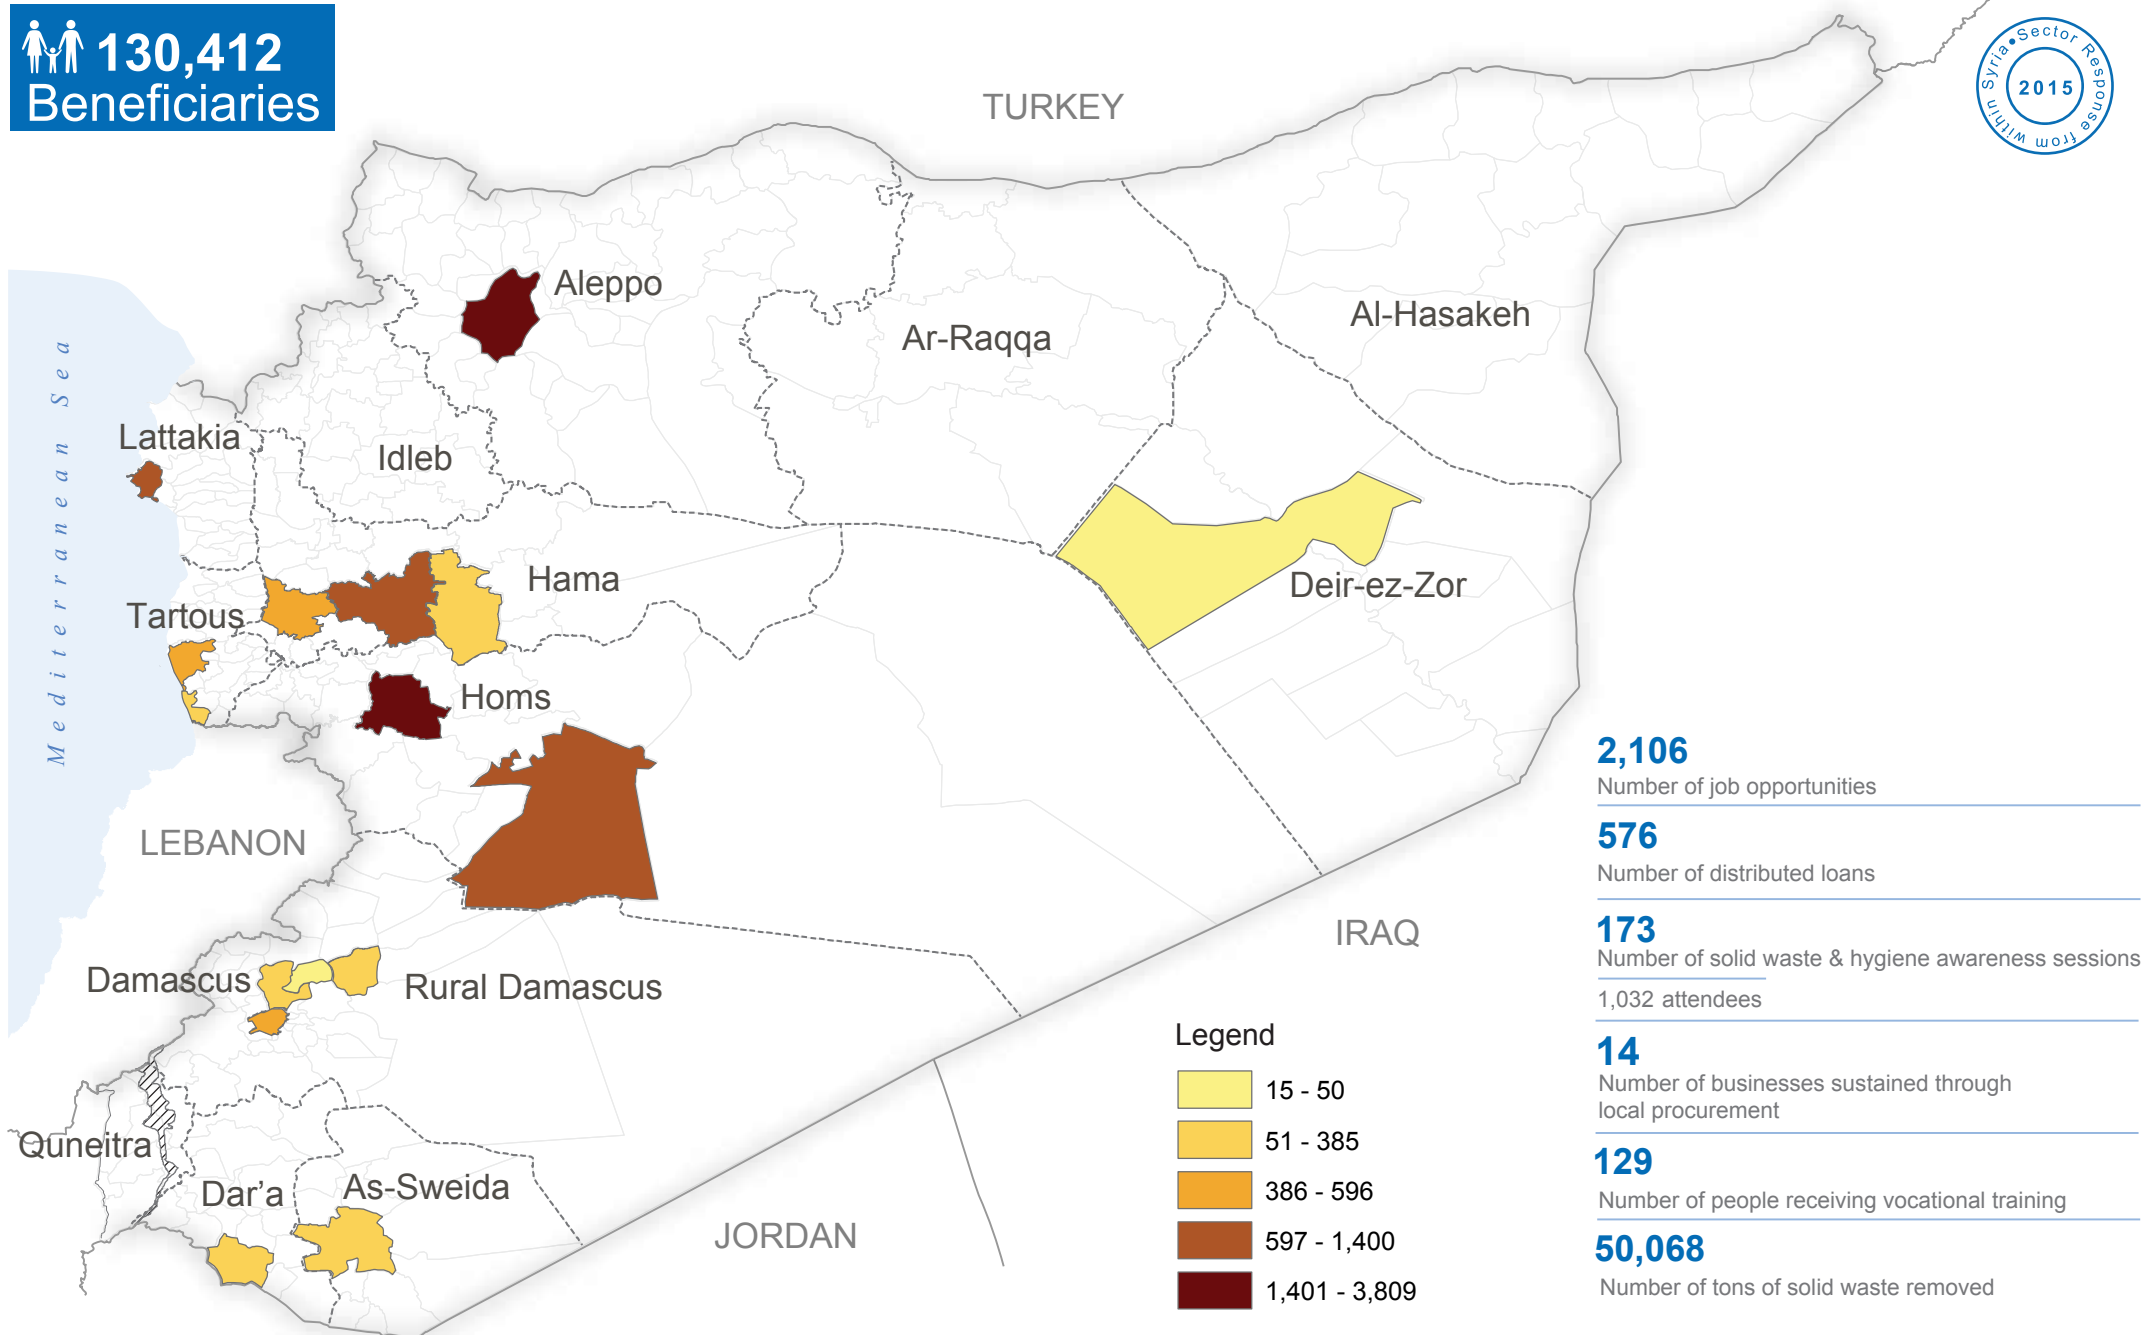 130,412
Beneficiaries
Sector Response from within Syria
2015
TURKEY
Aleppo
Ar-Raqqa
Al-Hasakeh
Mediterranean Sea
Lattakia
Idleb
Hama
Deir-ez-Zor
Tartous
Homs
LEBANON
IRAQ
Damascus
Rural Damascus
Quneitra
Dar’a
As-Sweida
JORDAN
Legend
15 - 50
51 - 385
386 - 596
597 - 1,400
1,401 - 3,809
2,106
Number of job opportunities
576
Number of distributed loans
173
Number of solid waste & hygiene awareness sessions
1,032 attendees
14
Number of businesses sustained through
local procurement
129
Number of people receiving vocational training
50,068
Number of tons of solid waste removed